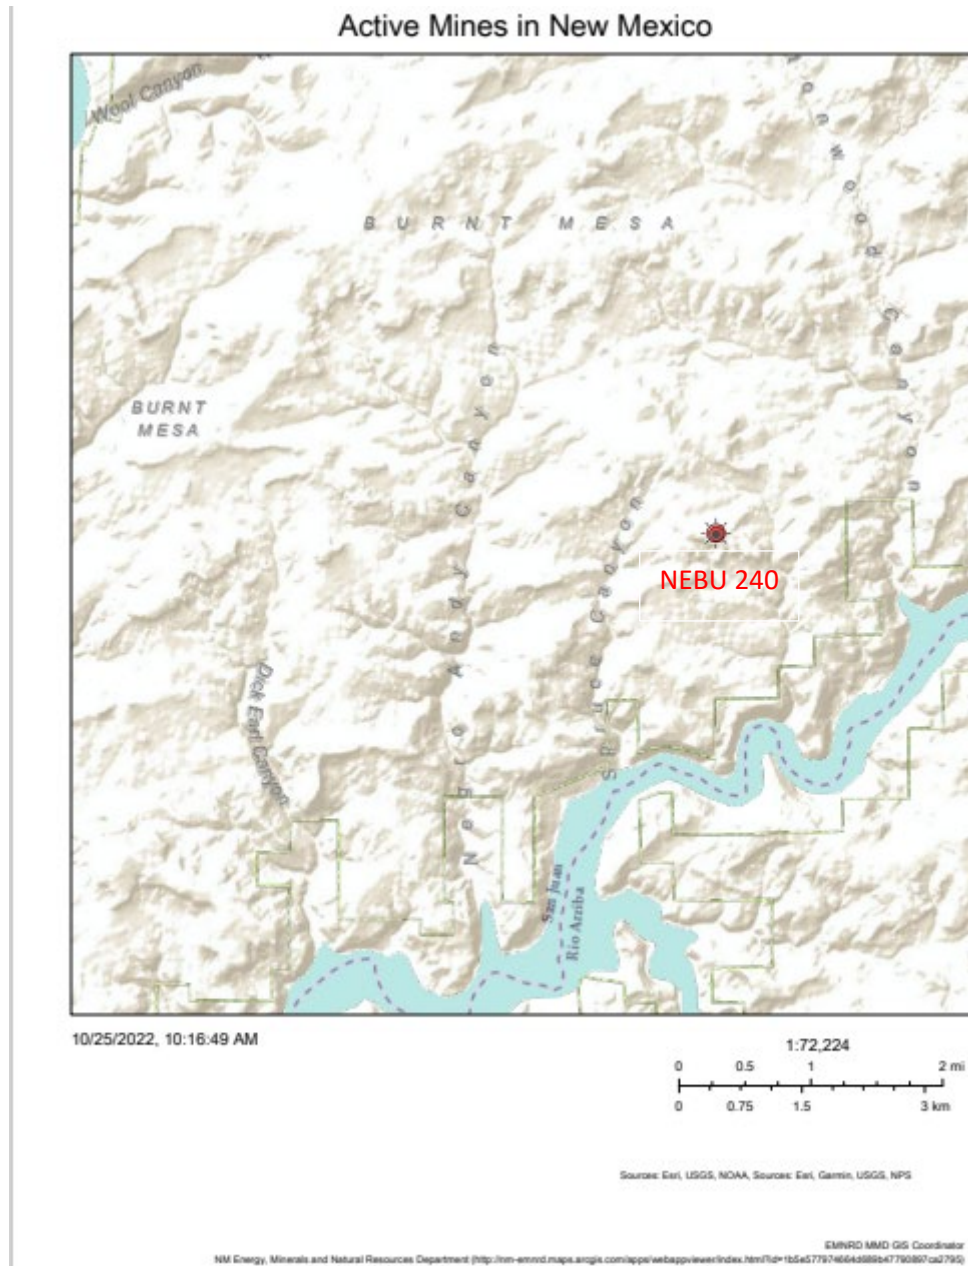 Active Mines in New Mexico
Wool Canyon
BURNT MESA
BURNT
MESA
Negro Andy Canyon
Spruce Canyon
NEBU 240
Dick Earl Canyon
San Juan
Rio Arriba
10/25/2022, 10:16:49 AM
1:72,224
0 0.5 1 2 mi
0 0.75 1.5 3 km
Sources: Esri, USGS, NOAA, Sources: Esri, Garmin, USGS, NPS
EMNRD MMD GIS Coordinator
NM Energy, Minerals and Natural Resources Department